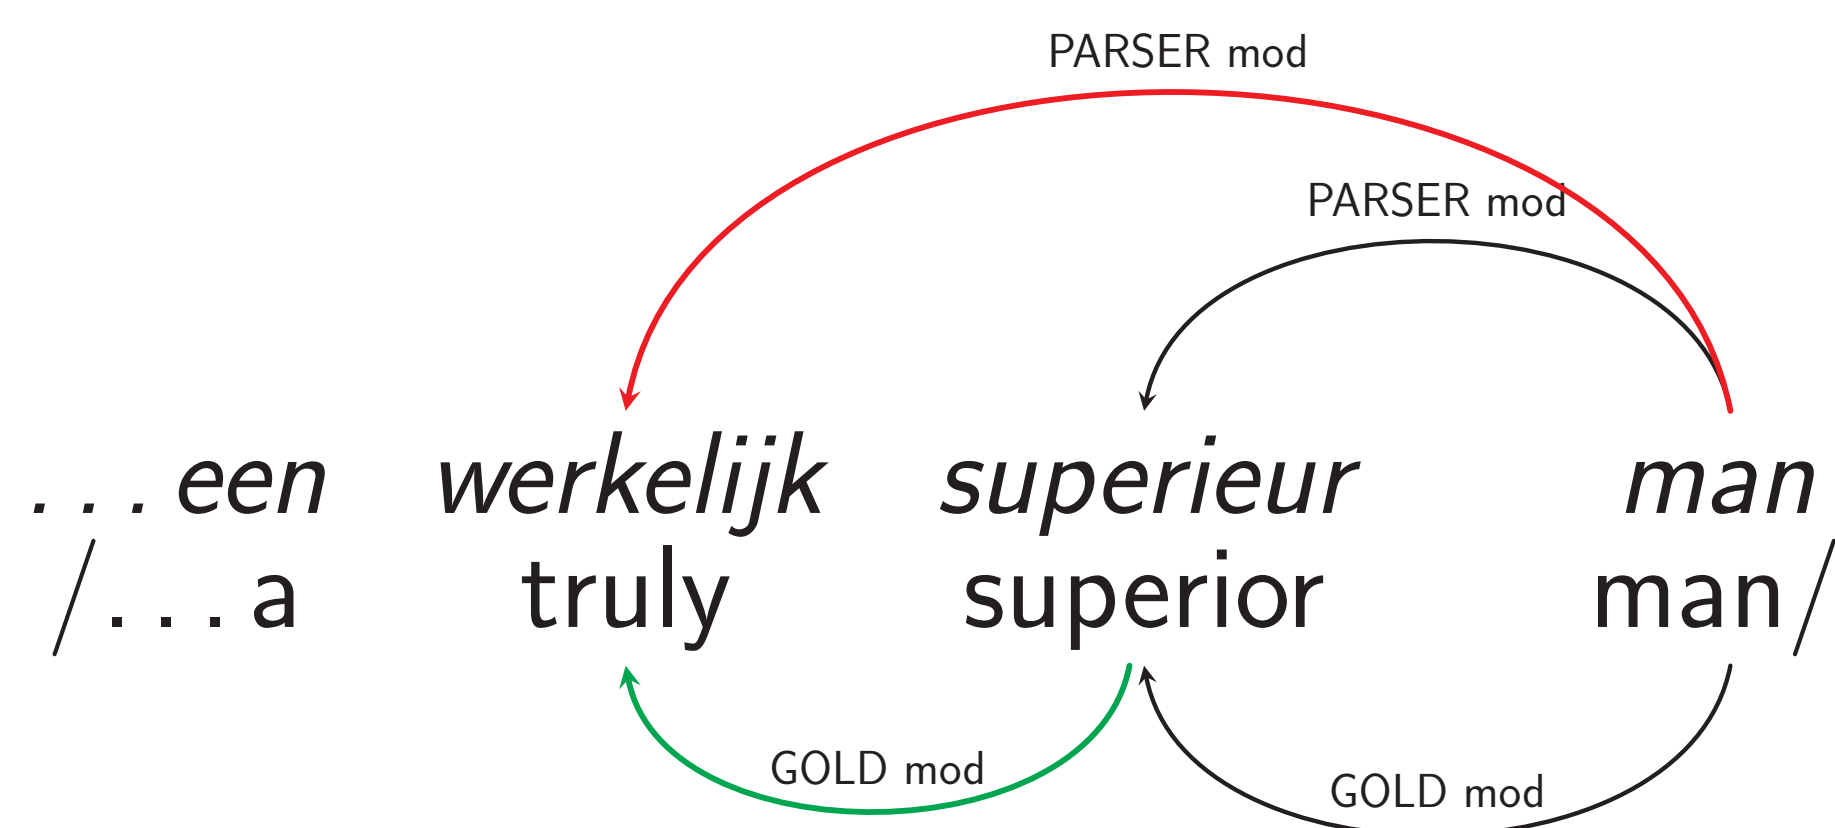 PARSER mod
PARSER mod
. . . een werkelijk superieur man
/. . . a truly superior man/
GOLD mod
GOLD mod